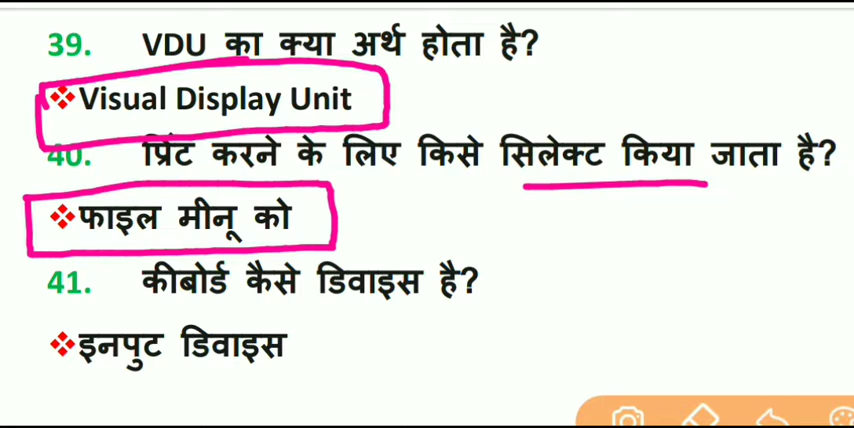 39. VDU का क्या अर्थ होता है?
❖Visual Display Unit
40. प्रिंट करने के लिए किसे सिलेक्ट किया जाता है?
❖फाइल मीनू को
41. कीबोर्ड कैसे डिवाइस है?
❖इनपुट डिवाइस